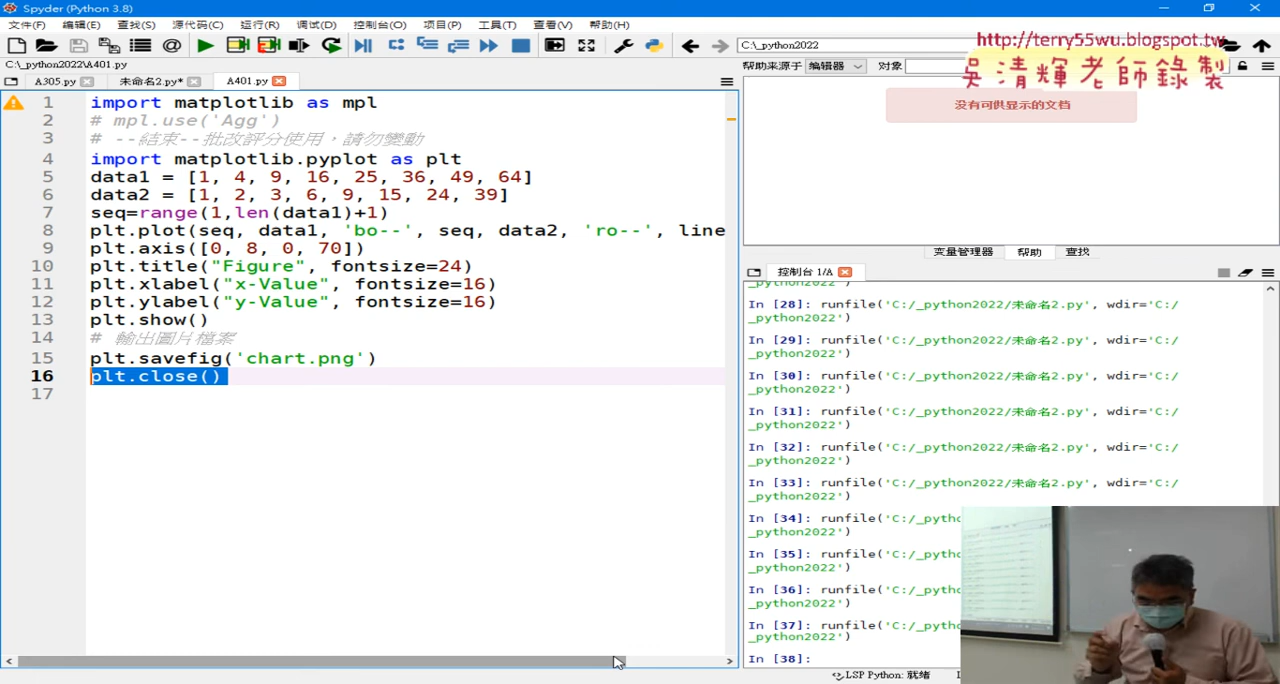 Spyder (Python 3.8)
文件(F) 编辑(E) 查找(S) 源代码(C) 运行(R) 调试(D) 控制台(O) 项目(P) 工具(T) 查看(V) 帮助(H)
C:\_python2022
http://terry55wu.blogspot.tw
吳清輝老師錄製
C:\_python2022\A401.py
A305.py 未命名2.py* A401.py
帮助来源于 编辑器 对象
没有可供显示的文档
1 import matplotlib as mpl
2 # mpl.use('Agg')
3 # --結束--批改評分使用，請勿變動
4 import matplotlib.pyplot as plt
5 data1 = [1, 4, 9, 16, 25, 36, 49, 64]
6 data2 = [1, 2, 3, 6, 9, 15, 24, 39]
7 seq=range(1,len(data1)+1)
8 plt.plot(seq, data1, 'bo--', seq, data2, 'ro--', line
9 plt.axis([0, 8, 0, 70])
10 plt.title("Figure", fontsize=24)
11 plt.xlabel("x-Value", fontsize=16)
12 plt.ylabel("y-Value", fontsize=16)
13 plt.show()
14 # 輸出圖片檔案
15 plt.savefig('chart.png')
16 plt.close()
17
变量管理器 帮助 查找
控制台 1/A
_python2022')
In [28]: runfile('C:/_python2022/未命名2.py', wdir='C:/
_python2022')
In [29]: runfile('C:/_python2022/未命名2.py', wdir='C:/
_python2022')
In [30]: runfile('C:/_python2022/未命名2.py', wdir='C:/
_python2022')
In [31]: runfile('C:/_python2022/未命名2.py', wdir='C:/
_python2022')
In [32]: runfile('C:/_python2022/未命名2.py', wdir='C:/
_python2022')
In [33]: runfile('C:/_python2022/未命名2.py', wdir='C:/
_python2022')
In [34]: runfile('C:/_pytho
_python2022')
In [35]: runfile('C:/_pytho
_python2022')
In [36]: runfile('C:/_pytho
_python2022')
In [37]: runfile('C:/_pytho
_python2022')
In [38]:
LSP Python: 就绪